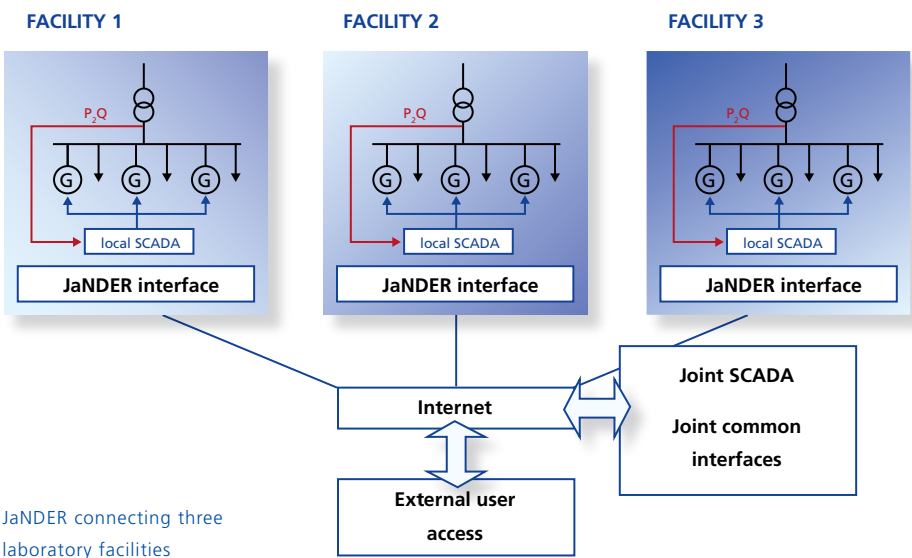 FACILITY 1
FACILITY 2
FACILITY 3
P2Q
G G G
local SCADA
JaNDER interface
P2Q
G G G
local SCADA
JaNDER interface
P2Q
G G G
local SCADA
JaNDER interface
Internet
Joint SCADA
Joint common
interfaces
External user
access
JaNDER connecting three
laboratory facilities